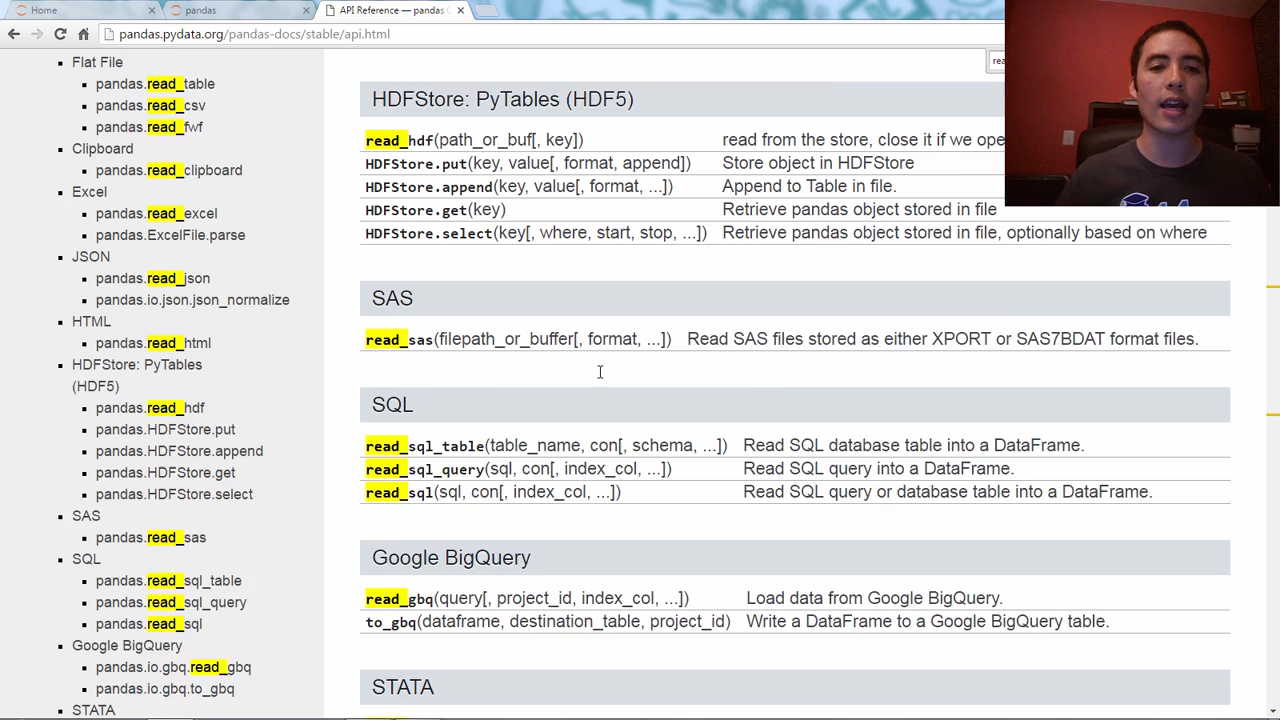 Home
pandas
API Reference — pandas
pandas.pydata.org/pandas-docs/stable/api.html
Flat File
pandas.read_table
pandas.read_csv
pandas.read_fwf
Clipboard
pandas.read_clipboard
Excel
pandas.read_excel
pandas.ExcelFile.parse
JSON
pandas.read_json
pandas.io.json.json_normalize
HTML
pandas.read_html
HDFStore: PyTables
(HDF5)
pandas.read_hdf
pandas.HDFStore.put
pandas.HDFStore.append
pandas.HDFStore.get
pandas.HDFStore.select
SAS
pandas.read_sas
SQL
pandas.read_sql_table
pandas.read_sql_query
pandas.read_sql
Google BigQuery
pandas.io.gbq.read_gbq
pandas.io.gbq.to_gbq
STATA
HDFStore: PyTables (HDF5)
read_hdf(path_or_buf[, key]) read from the store, close it if we ope
HDFStore.put(key, value[, format, append]) Store object in HDFStore
HDFStore.append(key, value[, format, ...]) Append to Table in file.
HDFStore.get(key) Retrieve pandas object stored in file
HDFStore.select(key[, where, start, stop, ...]) Retrieve pandas object stored in file, optionally based on where
SAS
read_sas(filepath_or_buffer[, format, ...]) Read SAS files stored as either XPORT or SAS7BDAT format files.
SQL
read_sql_table(table_name, con[, schema, ...]) Read SQL database table into a DataFrame.
read_sql_query(sql, con[, index_col, ...]) Read SQL query into a DataFrame.
read_sql(sql, con[, index_col, ...]) Read SQL query or database table into a DataFrame.
Google BigQuery
read_gbq(query[, project_id, index_col, ...]) Load data from Google BigQuery.
to_gbq(dataframe, destination_table, project_id) Write a DataFrame to a Google BigQuery table.
STATA